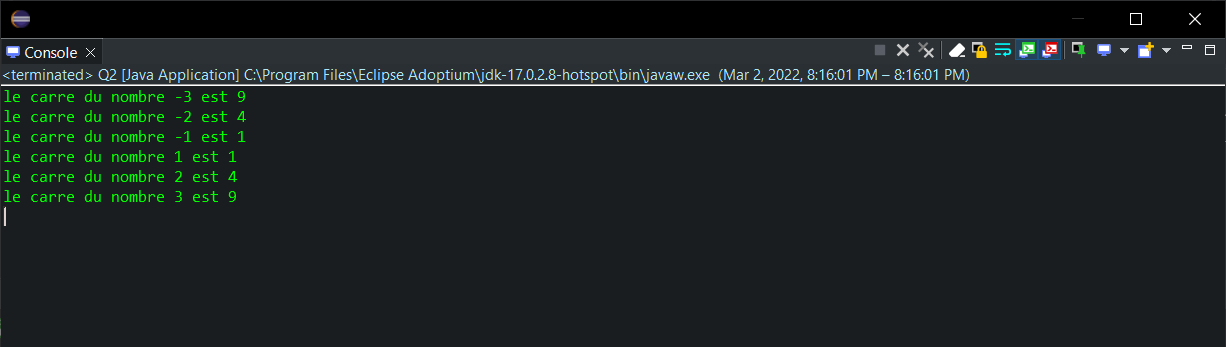 Console
<terminated> Q2 [Java Application] C:\Program Files\Eclipse Adoptium\jdk-17.0.2.8-hotspot\bin\javaw.exe  (Mar 2, 2022, 8:16:01 PM – 8:16:01 PM)
le carre du nombre -3 est 9
le carre du nombre -2 est 4
le carre du nombre -1 est 1
le carre du nombre 1 est 1
le carre du nombre 2 est 4
le carre du nombre 3 est 9